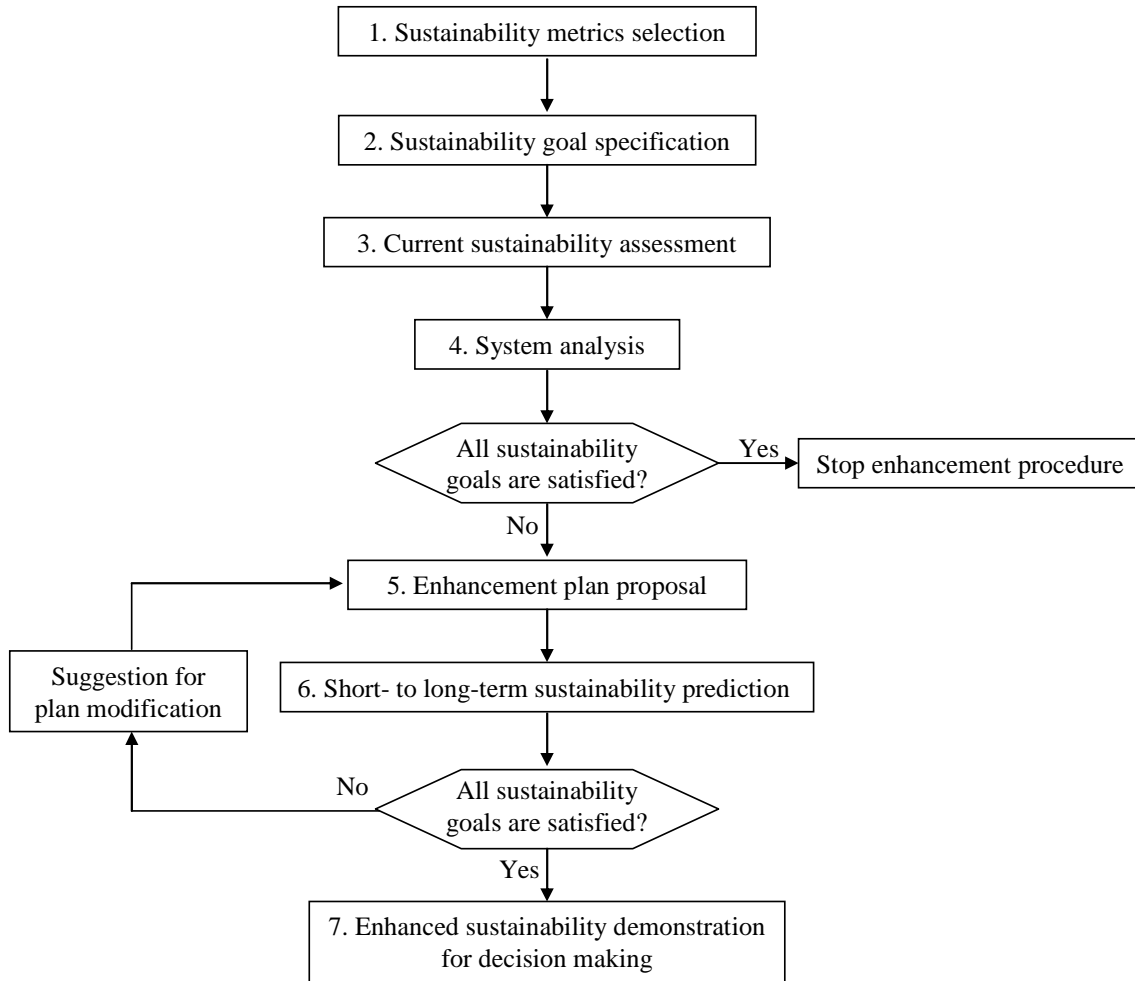 1. Sustainability metrics selection
2. Sustainability goal specification
3. Current sustainability assessment
4. System analysis
All sustainability
goals are satisfied?
Yes
Stop enhancement procedure
No
5. Enhancement plan proposal
Suggestion for
plan modification
6. Short- to long-term sustainability prediction
No
All sustainability
goals are satisfied?
Yes
7. Enhanced sustainability demonstration
for decision making